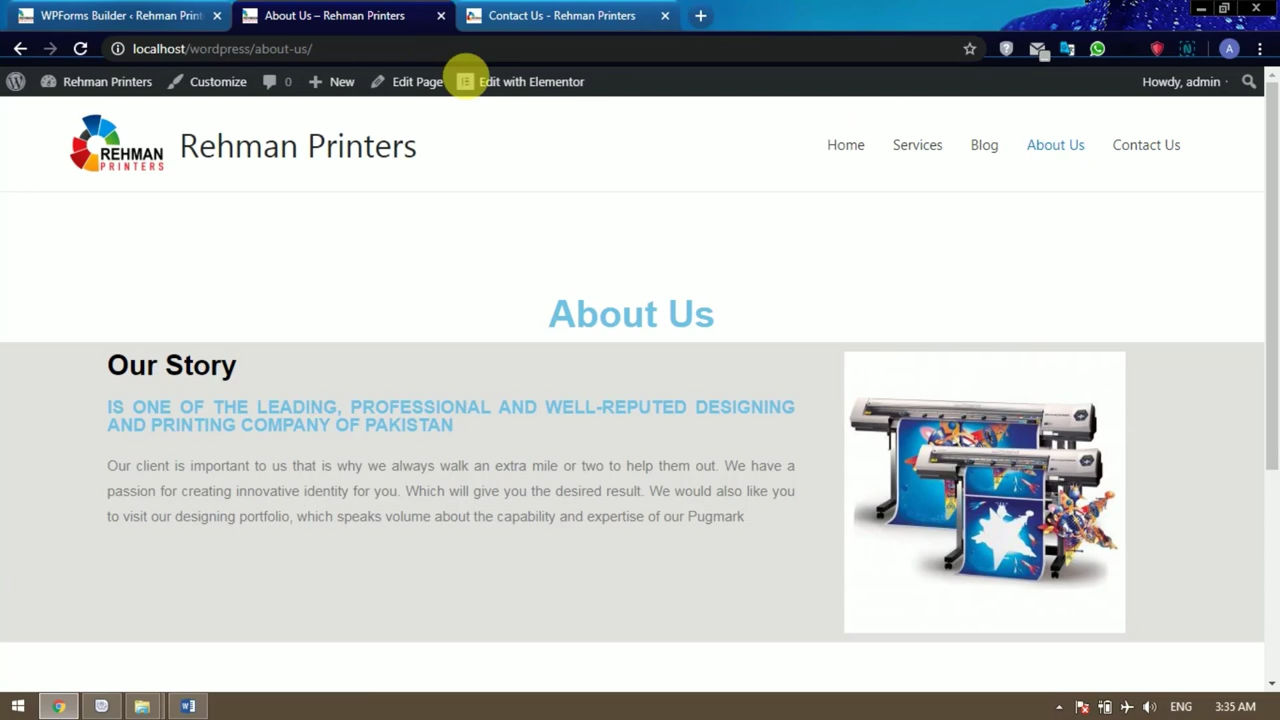 WPForms Builder ‹ Rehman Print
About Us – Rehman Printers
Contact Us - Rehman Printers
localhost/wordpress/about-us/
A
Rehman Printers
Customize
0
New
Edit Page
Edit with Elementor
Howdy, admin
REHMAN
PRINTERS
Rehman Printers
Home
Services
Blog
About Us
Contact Us
About Us
Our Story
IS ONE OF THE LEADING, PROFESSIONAL AND WELL-REPUTED DESIGNING
AND PRINTING COMPANY OF PAKISTAN
Our client is important to us that is why we always walk an extra mile or two to help them out. We have a
passion for creating innovative identity for you. Which will give you the desired result. We would also like you
to visit our designing portfolio, which speaks volume about the capability and expertise of our Pugmark
ENG
3:35 AM